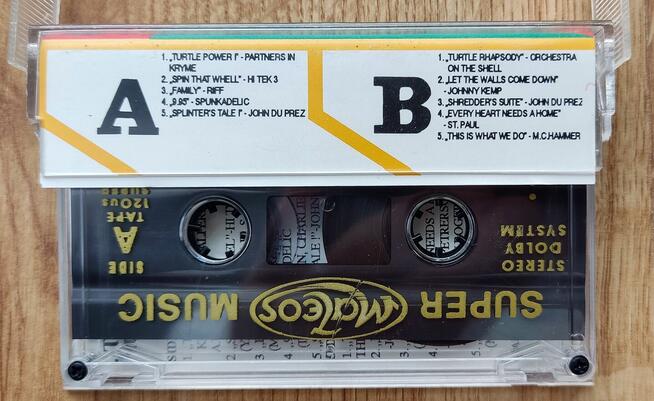 A
1. „TURTLE POWER I" - PARTNERS IN
KRYME
2. „SPIN THAT WHELL" - HI TEK 3
3. „FAMILY" - RIFF
4. „9.95" - SPUNKADELIC
5. „SPLINTER'S TALE I" - JOHN DU PREZ
B
1. „TURTLE RHAPSODY" - ORCHESTRA
ON THE SHELL
2. „LET THE WALLS COME DOWN"
- JOHNNY KEMP
3. „SHREDDER'S SUITE" - JOHN DU PREZ
4. „EVERY HEART NEEDS A HOME"
- ST. PAUL
5. „THIS IS WHAT WE DO" - M.C.HAMMER
SUPER
120us
TAPE
A
SIDE
STEREO
DOLBY
SYSTEM
SUPER Mateos MUSIC